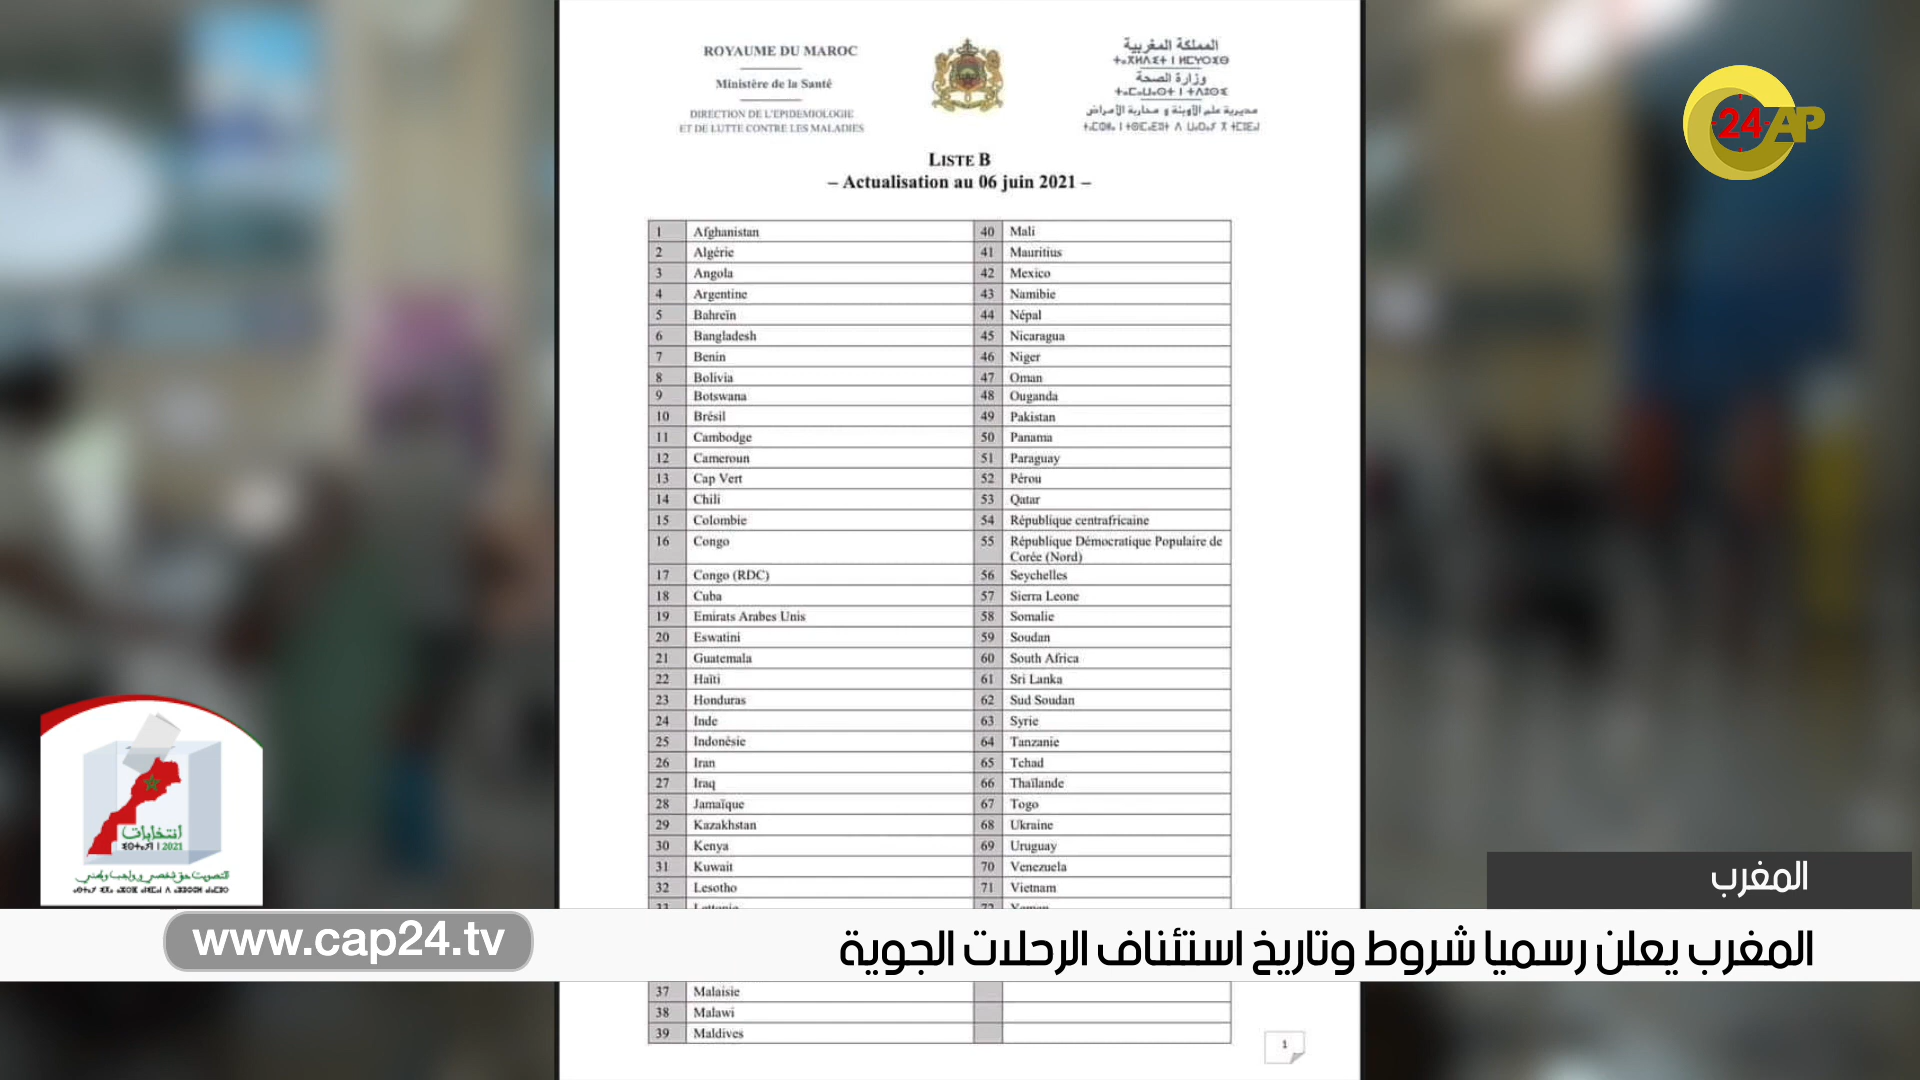 ROYAUME DU MAROC
Ministère de la Santé
DIRECTION DE L'EPIDEMIOLOGIE
ET DE LUTTE CONTRE LES MALADIES
المملكة المغربية
ⵜⴰⴳⵍⴷⵉⵜ ⵏ ⵍⵎⵖⵔⵉⴱ
وزارة الصحة
مديرية علم الأوبئة و محاربة الأمراض
24AP
LISTE B
– Actualisation au 06 juin 2021 –
1 Afghanistan 40 Mali
2 Algérie 41 Mauritius
3 Angola 42 Mexico
4 Argentine 43 Namibie
5 Bahreïn 44 Népal
6 Bangladesh 45 Nicaragua
7 Benin 46 Niger
8 Bolivia 47 Oman
9 Botswana 48 Ouganda
10 Brésil 49 Pakistan
11 Cambodge 50 Panama
12 Cameroun 51 Paraguay
13 Cap Vert 52 Pérou
14 Chili 53 Qatar
15 Colombie 54 République centrafricaine
16 Congo 55 République Démocratique Populaire de
Corée (Nord)
17 Congo (RDC) 56 Seychelles
18 Cuba 57 Sierra Leone
19 Emirats Arabes Unis 58 Somalie
20 Eswatini 59 Soudan
21 Guatemala 60 South Africa
22 Haïti 61 Sri Lanka
23 Honduras 62 Sud Soudan
24 Inde 63 Syrie
25 Indonésie 64 Tanzanie
26 Iran 65 Tchad
27 Iraq 66 Thaïlande
28 Jamaïque 67 Togo
29 Kazakhstan 68 Ukraine
30 Kenya 69 Uruguay
31 Kuwait 70 Venezuela
32 Lesotho 71 Vietnam
37 Malaisie
38 Malawi
39 Maldives
1
انتخابات
2021
التصويت حق شخصي وواجب وطني
المغرب
المغرب يعلن رسميا شروط وتاريخ استئناف الرحلات الجوية
www.cap24.tv